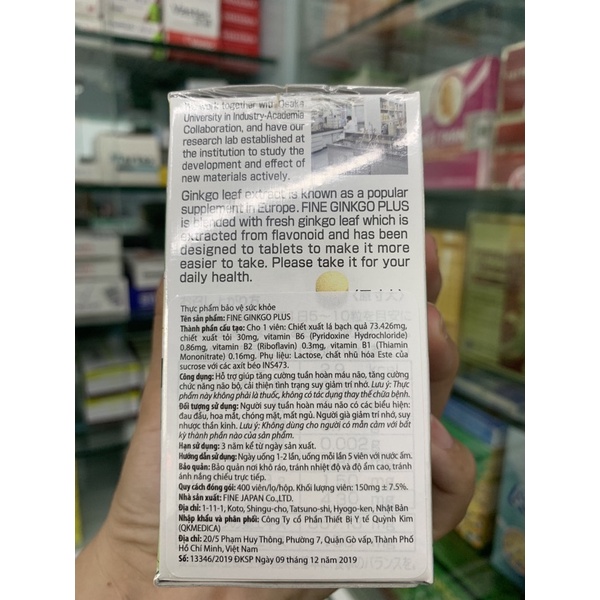 work together with Osaka
University in Industry-Academia
Collaboration, and have our
research lab established at
the institution to study the
development and effect of
new materials actively.
Ginkgo leaf extract is known as a popular
supplement in Europe. FINE GINKGO PLUS
is blended with fresh ginkgo leaf which is
extracted from flavonoid and has been
designed to tablets to make it more
easier to take. Please take it for your
daily health.
Thực phẩm bảo vệ sức khỏe
Tên sản phẩm: FINE GINKGO PLUS
Thành phần cấu tạo: Cho 1 viên: Chiết xuất lá bạch quả 73.426mg,
chiết xuất tỏi 30mg, vitamin B6 (Pyridoxine Hydrochloride)
0.86mg, vitamin B2 (Riboflavin) 0.3mg, vitamin B1 (Thiamin
Mononitrate) 0.16mg. Phụ liệu: Lactose, chất nhũ hóa Este của
sucrose với các axit béo INS473.
Công dụng: Hỗ trợ giúp tăng cường tuần hoàn máu não, tăng cường
chức năng não bộ, cải thiện tình trạng suy giảm trí nhớ. Lưu ý: Thực
phẩm này không phải là thuốc, không có tác dụng thay thế chữa bệnh.
Đối tượng sử dụng: Người suy tuần hoàn máu não có các biểu hiện:
đau đầu, hoa mắt, chóng mặt, mất ngủ. Người già giảm trí nhớ, suy
nhược thần kinh. Lưu ý: Không dùng cho người có mẫn cảm với bất
kỳ thành phần nào của sản phẩm.
Hạn sử dụng: 3 năm kể từ ngày sản xuất.
Hướng dẫn sử dụng: Ngày uống 1-2 lần, uống mỗi lần 5 viên với nước ấm.
Bảo quản: Bảo quản nơi khô ráo, tránh nhiệt độ và độ ẩm cao, tránh
ánh nắng chiếu trực tiếp.
Quy cách đóng gói: 400 viên/lọ/hộp. Khối lượng viên: 150mg ± 7.5%.
Nhà sản xuất: FINE JAPAN Co.,LTD.
Địa chỉ: 1-11-1, Koto, Shingu-cho, Tatsuno-shi, Hyogo-ken, Nhật Bản
Nhập khẩu và phân phối: Công ty Cổ Phần Thiết Bị Y tế Quỳnh Kim
(QKMEDICA)
Địa chỉ: 20/5 Phạm Huy Thông, Phường 7, Quận Gò vấp, Thành Phố
Hồ Chí Minh, Việt Nam
Số: 13346/2019 ĐKSP Ngày 09 tháng 12 năm 2019